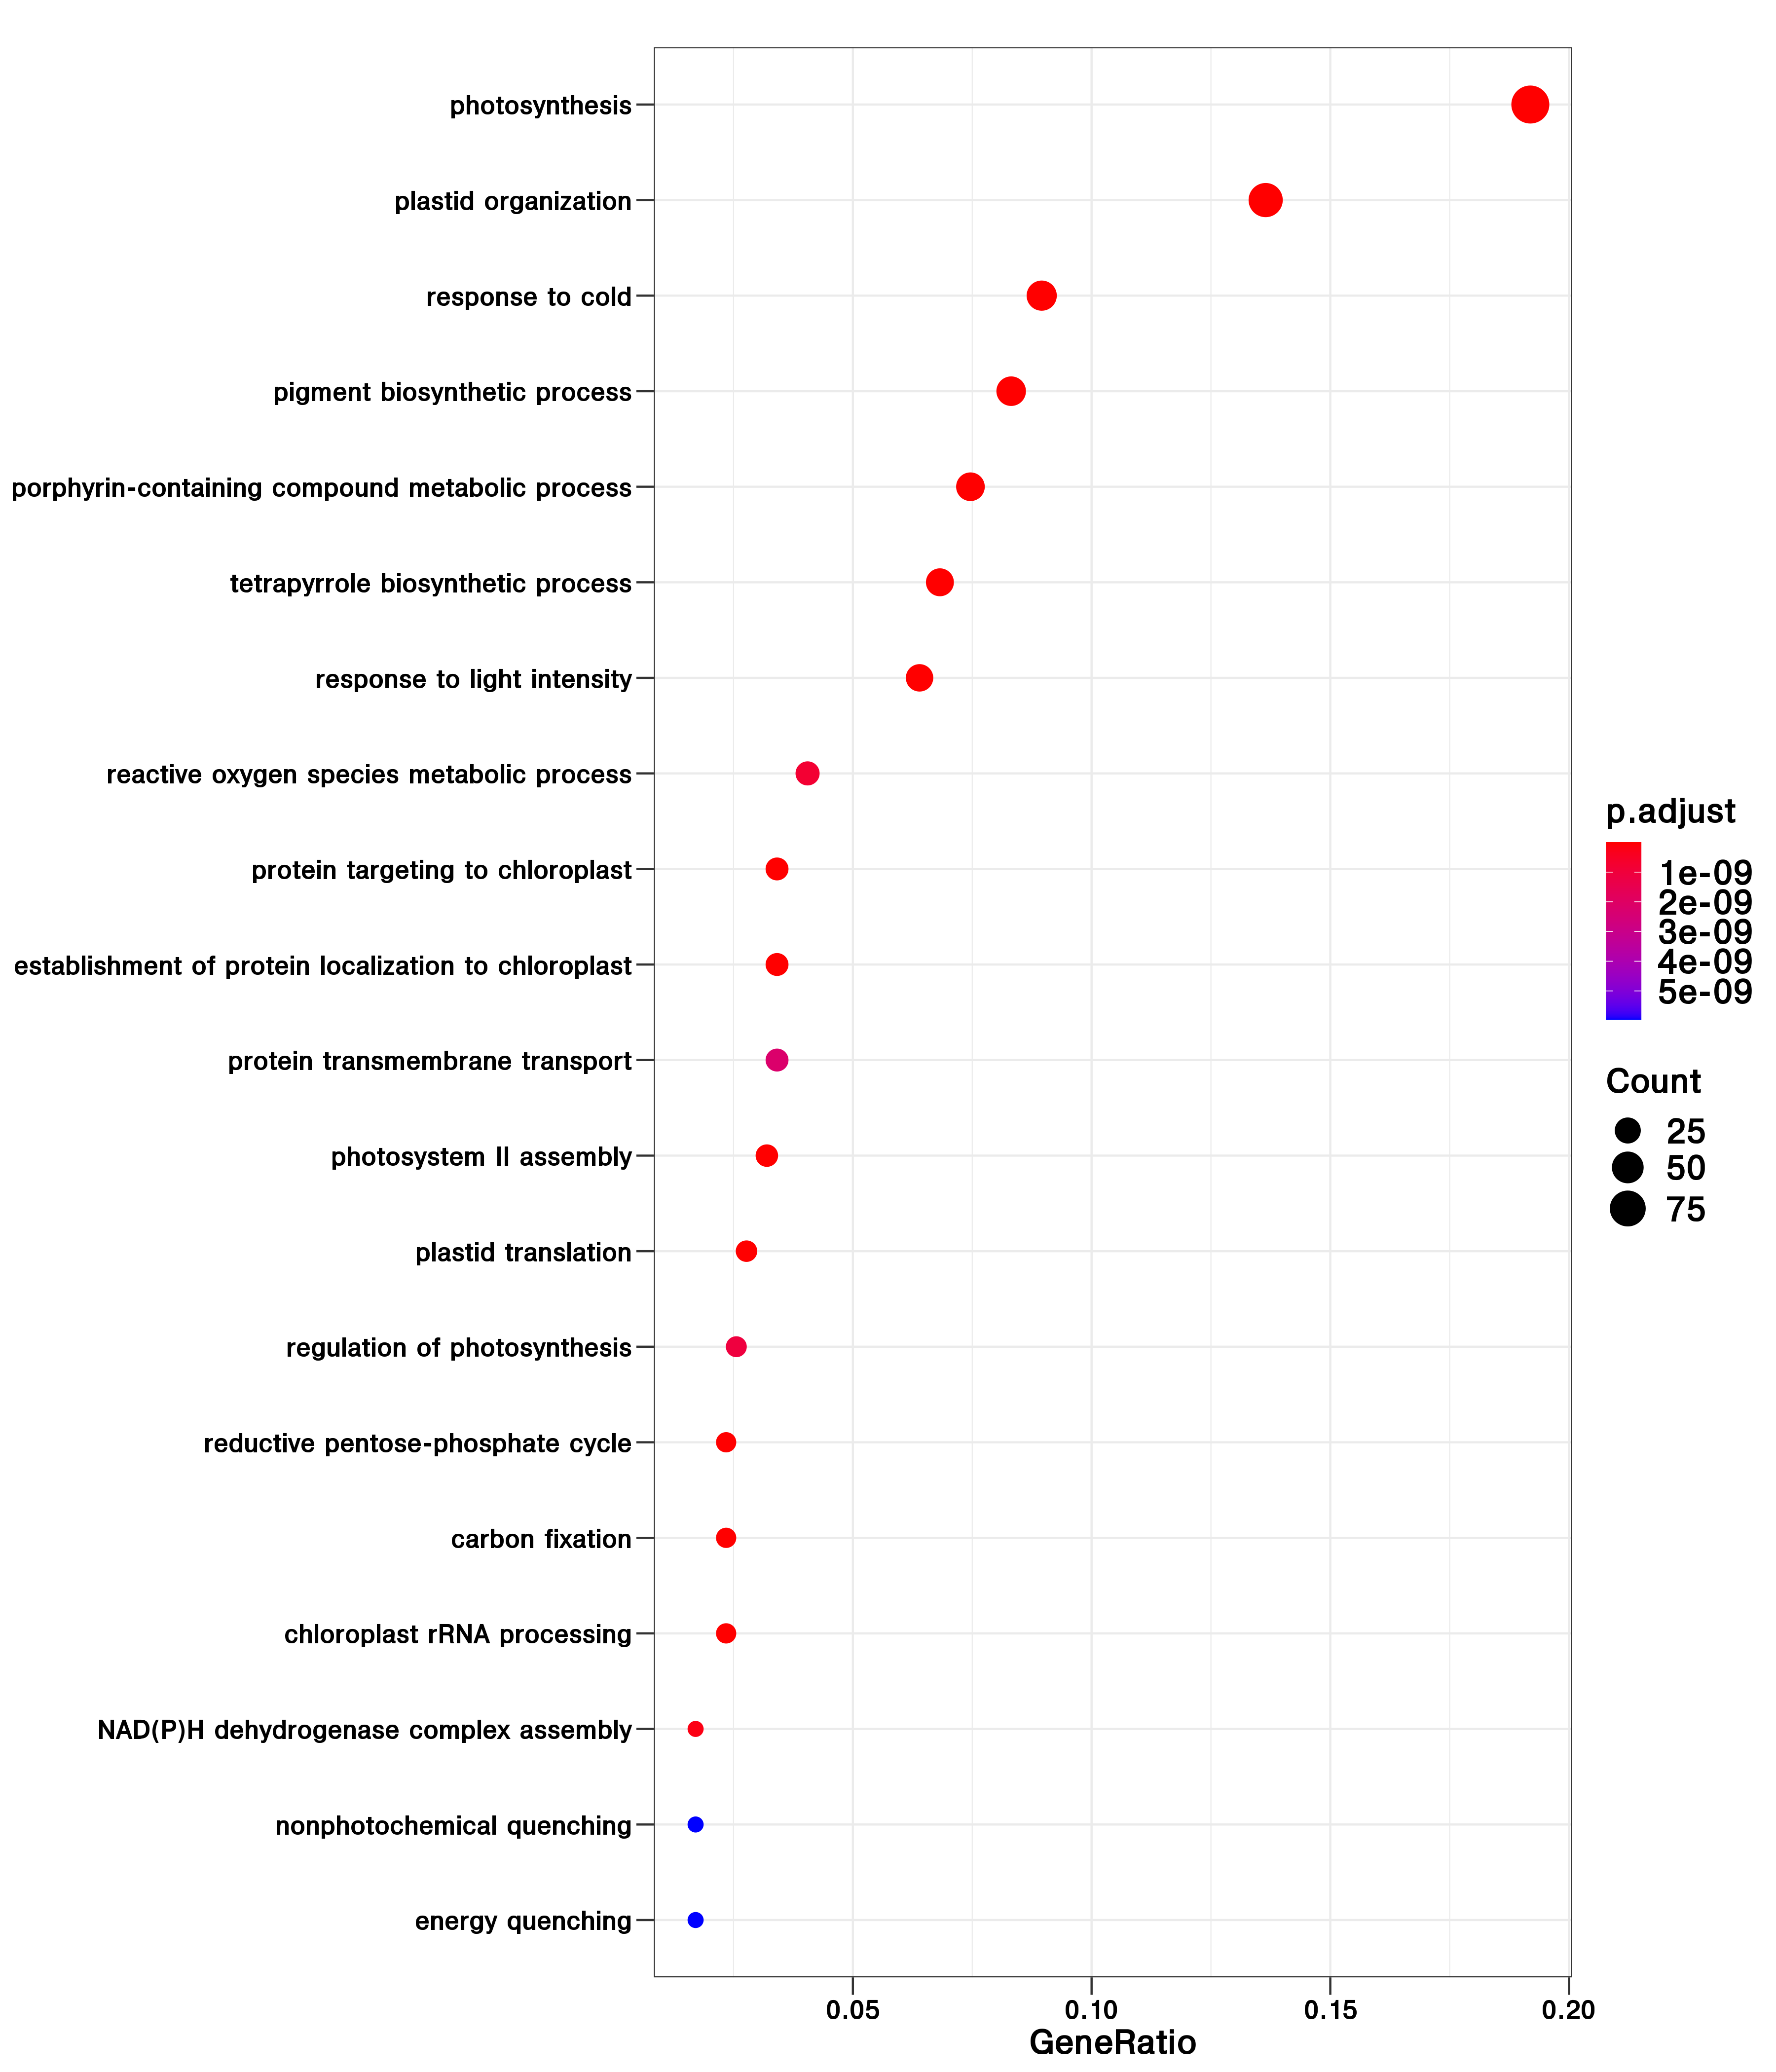 photosynthesis
plastid organization
response to cold
pigment biosynthetic process
porphyrin-containing compound metabolic process
tetrapyrrole biosynthetic process
response to light intensity
reactive oxygen species metabolic process
protein targeting to chloroplast
establishment of protein localization to chloroplast
protein transmembrane transport
photosystem II assembly
plastid translation
regulation of photosynthesis
reductive pentose-phosphate cycle
carbon fixation
chloroplast rRNA processing
NAD(P)H dehydrogenase complex assembly
nonphotochemical quenching
energy quenching
0.05 0.10 0.15 0.20
GeneRatio
p.adjust
1e-09
2e-09
3e-09
4e-09
5e-09
Count
25
50
75